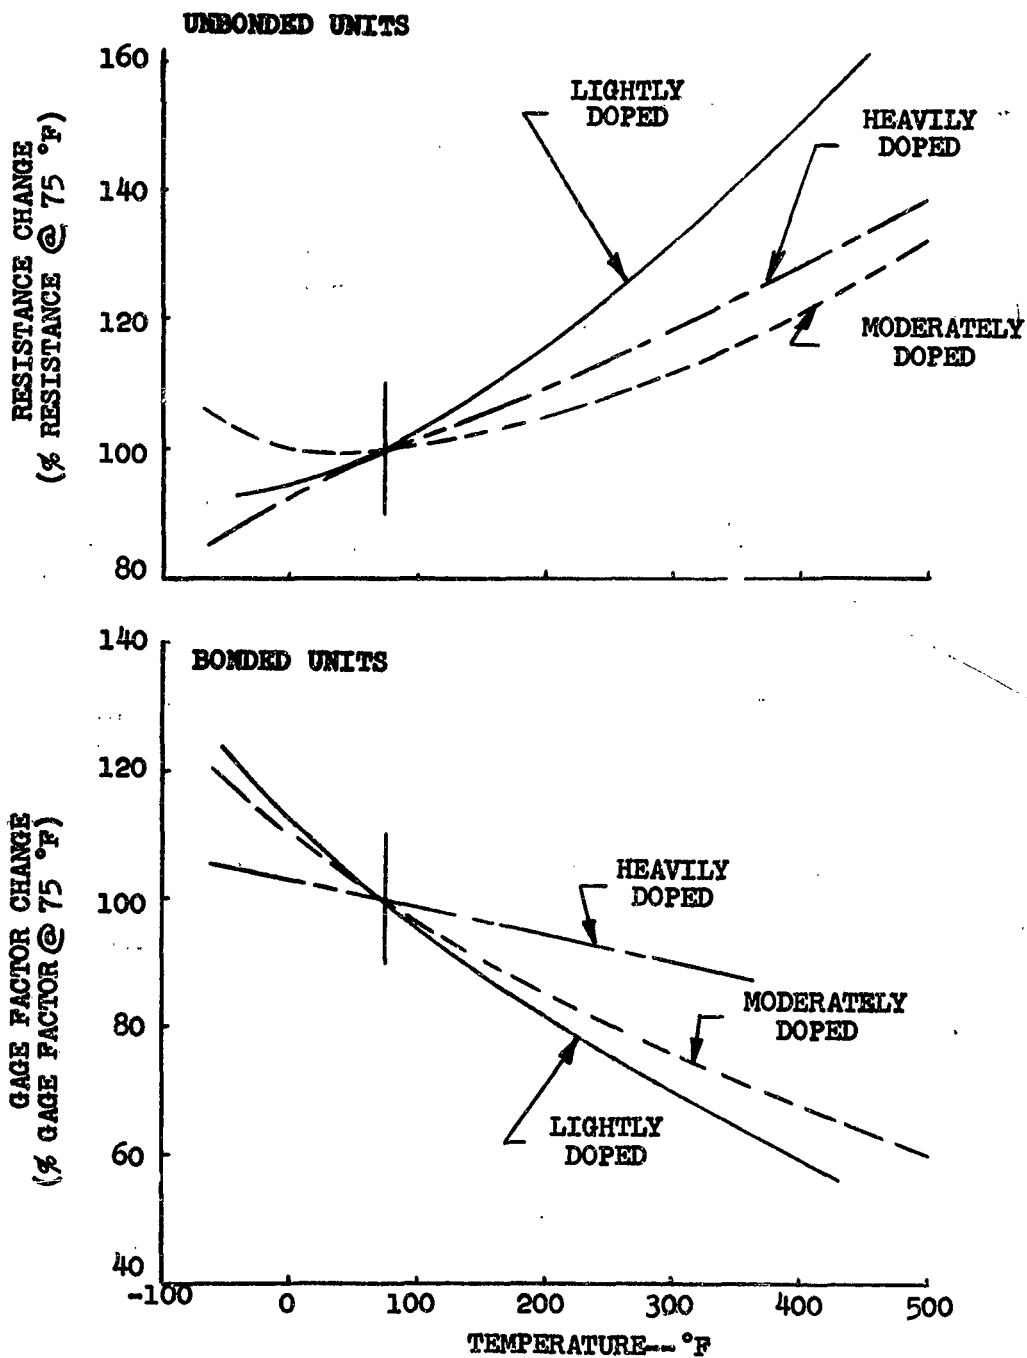 UNBONDED UNITS
RESISTANCE CHANGE
(% RESISTANCE @ 75 °F)
160
140
120
100
80
LIGHTLY
DOPED
HEAVILY
DOPED
MODERATELY
DOPED
BONDED UNITS
GAGE FACTOR CHANGE
(% GAGE FACTOR @ 75 °F)
140
120
100
80
60
40
HEAVILY
DOPED
MODERATELY
DOPED
LIGHTLY
DOPED
-100 0 100 200 300 400 500
TEMPERATURE-- °F